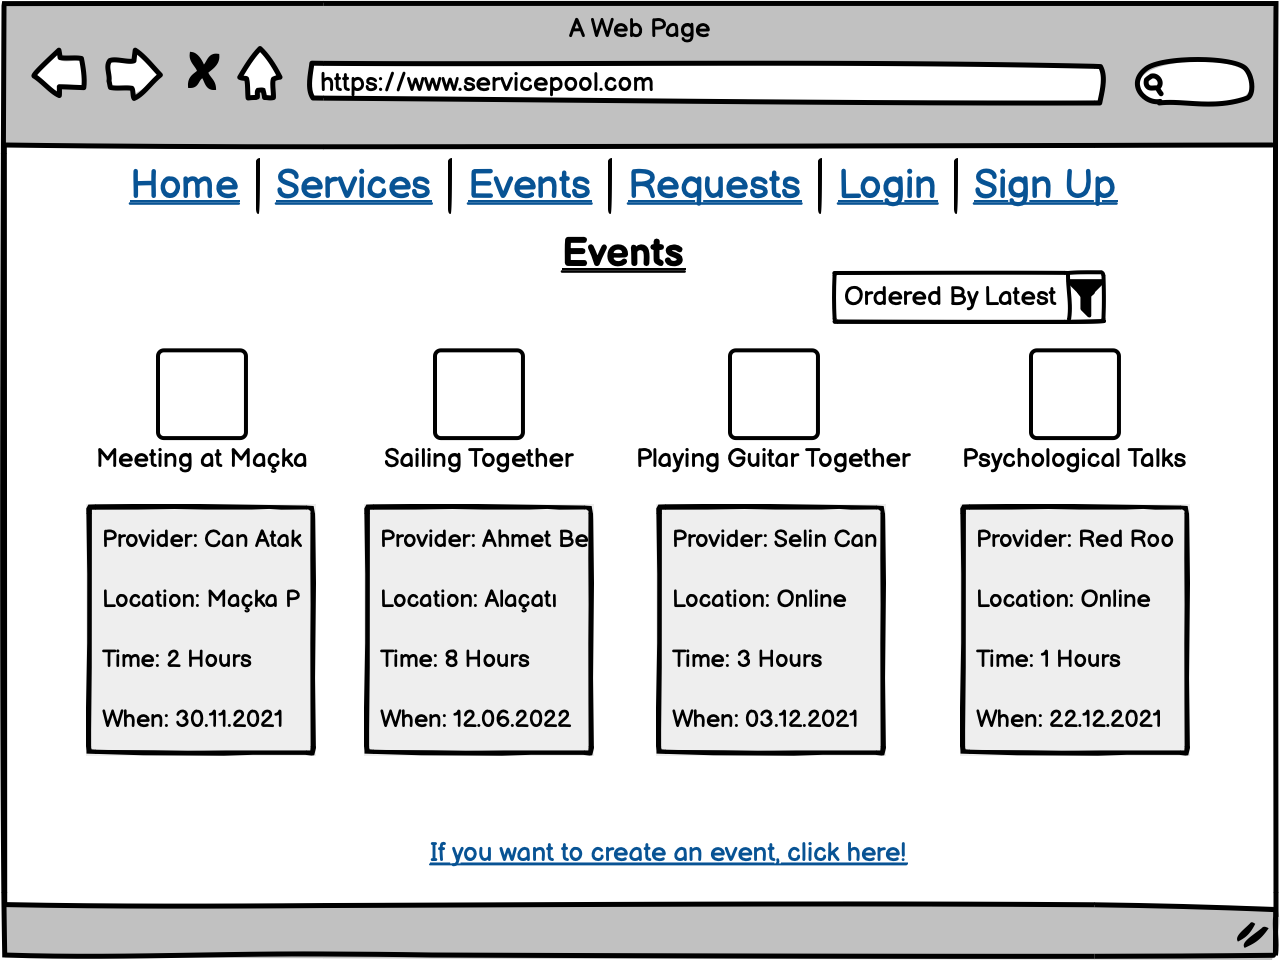 A Web Page
https://www.servicepool.com
Home Services Events Requests Login Sign Up
Events
Ordered By Latest
Meeting at Maçka
Sailing Together
Playing Guitar Together
Psychological Talks
Provider: Can Atak
Location: Maçka P
Time: 2 Hours
When: 30.11.2021
Provider: Ahmet Be
Location: Alaçatı
Time: 8 Hours
When: 12.06.2022
Provider: Selin Can
Location: Online
Time: 3 Hours
When: 03.12.2021
Provider: Red Roo
Location: Online
Time: 1 Hours
When: 22.12.2021
If you want to create an event, click here!